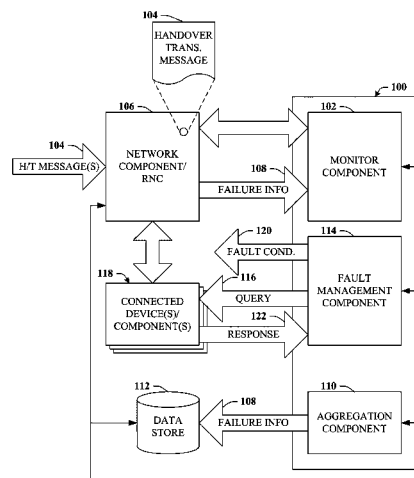 104
HANDOVER
TRANS.
MESSAGE
100
106
102
104
H/T MESSAGE(S)
NETWORK
COMPONENT/
RNC
108
FAILURE INFO
MONITOR
COMPONENT
120
FAULT COND.
114
118
116
QUERY
FAULT
MANAGEMENT
COMPONENT
CONNECTED
DEVICE(S)/
COMPONENT(S)
RESPONSE
122
112
108
110
DATA
STORE
FAILURE INFO
AGGREGATION
COMPONENT